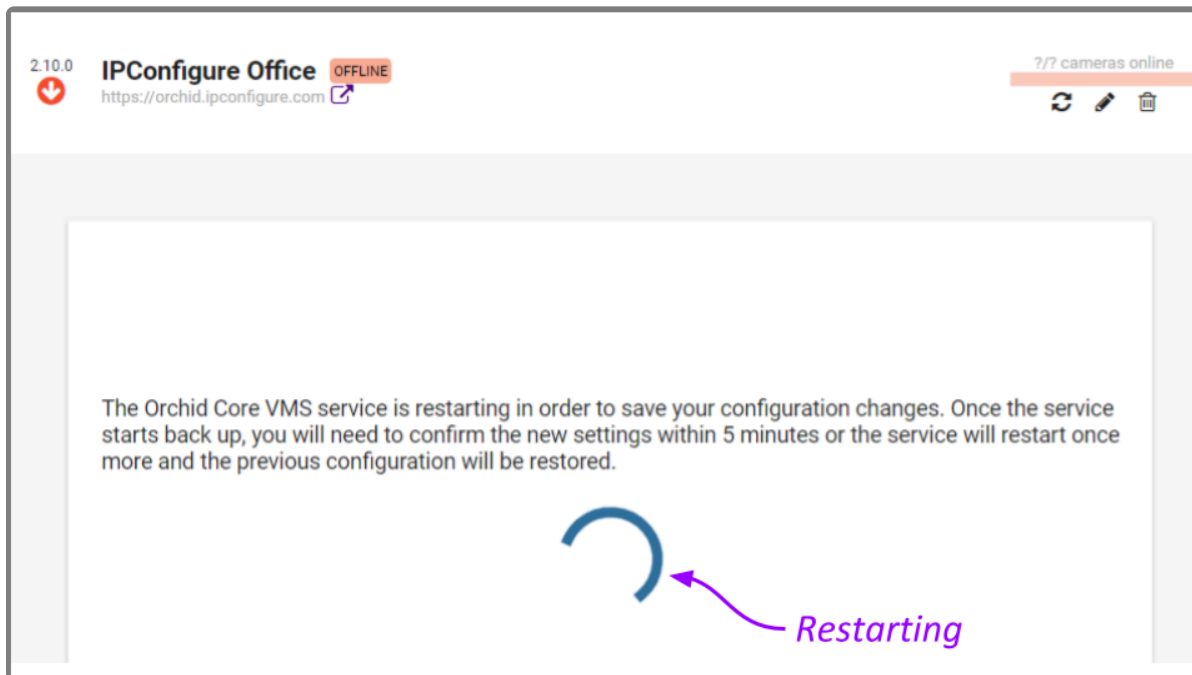 2.10.0
IPConfigure Office OFFLINE
https://orchid.ipconfigure.com
?/? cameras online
The Orchid Core VMS service is restarting in order to save your configuration changes. Once the service
starts back up, you will need to confirm the new settings within 5 minutes or the service will restart once
more and the previous configuration will be restored.
Restarting